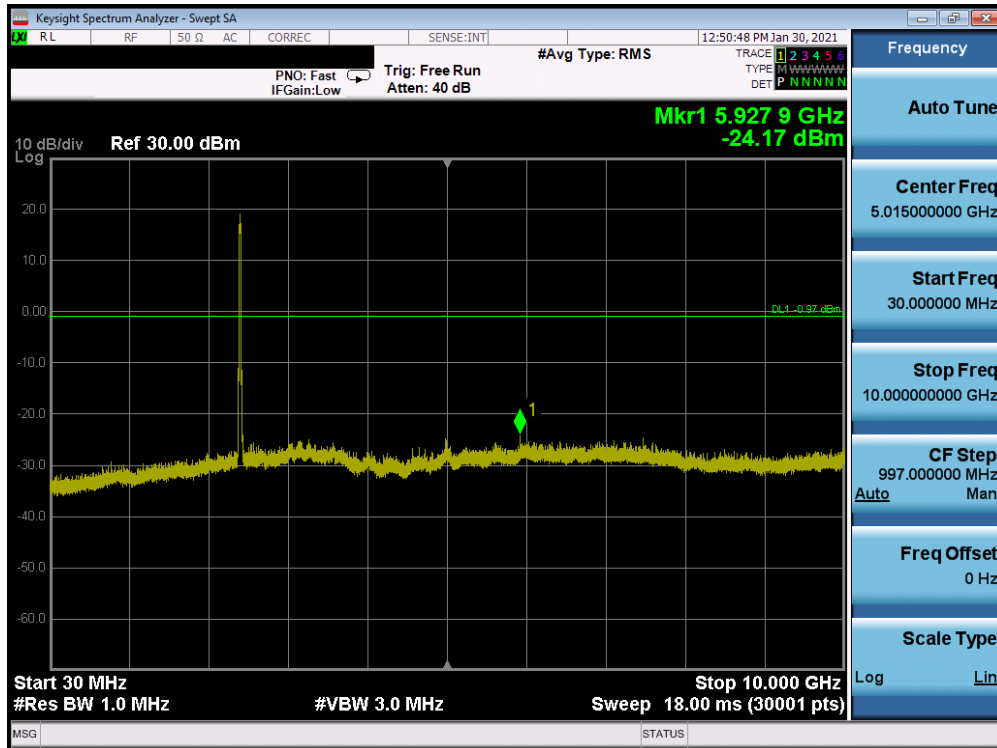 Keysight Spectrum Analyzer - Swept SA
LXI RL RF 50 Ω AC CORREC SENSE:INT 12:50:48 PM Jan 30, 2021
#Avg Type: RMS TRACE 1 2 3 4 5 6
PNO: Fast Trig: Free Run TYPE M WWWWW
IFGain:Low Atten: 40 dB DET P N N N N N
Mkr1 5.927 9 GHz
-24.17 dBm
10 dB/div Ref 30.00 dBm
Log
20.0
10.0
0.00
DL1 -0.97 dBm
-10.0
1
-20.0
-30.0
-40.0
-50.0
-60.0
Start 30 MHz Stop 10.000 GHz
#Res BW 1.0 MHz #VBW 3.0 MHz Sweep 18.00 ms (30001 pts)
MSG STATUS
Frequency
Auto Tune
Center Freq
5.015000000 GHz
Start Freq
30.000000 MHz
Stop Freq
10.000000000 GHz
CF Step
997.000000 MHz
Auto Man
Freq Offset
0 Hz
Scale Type
Log Lin